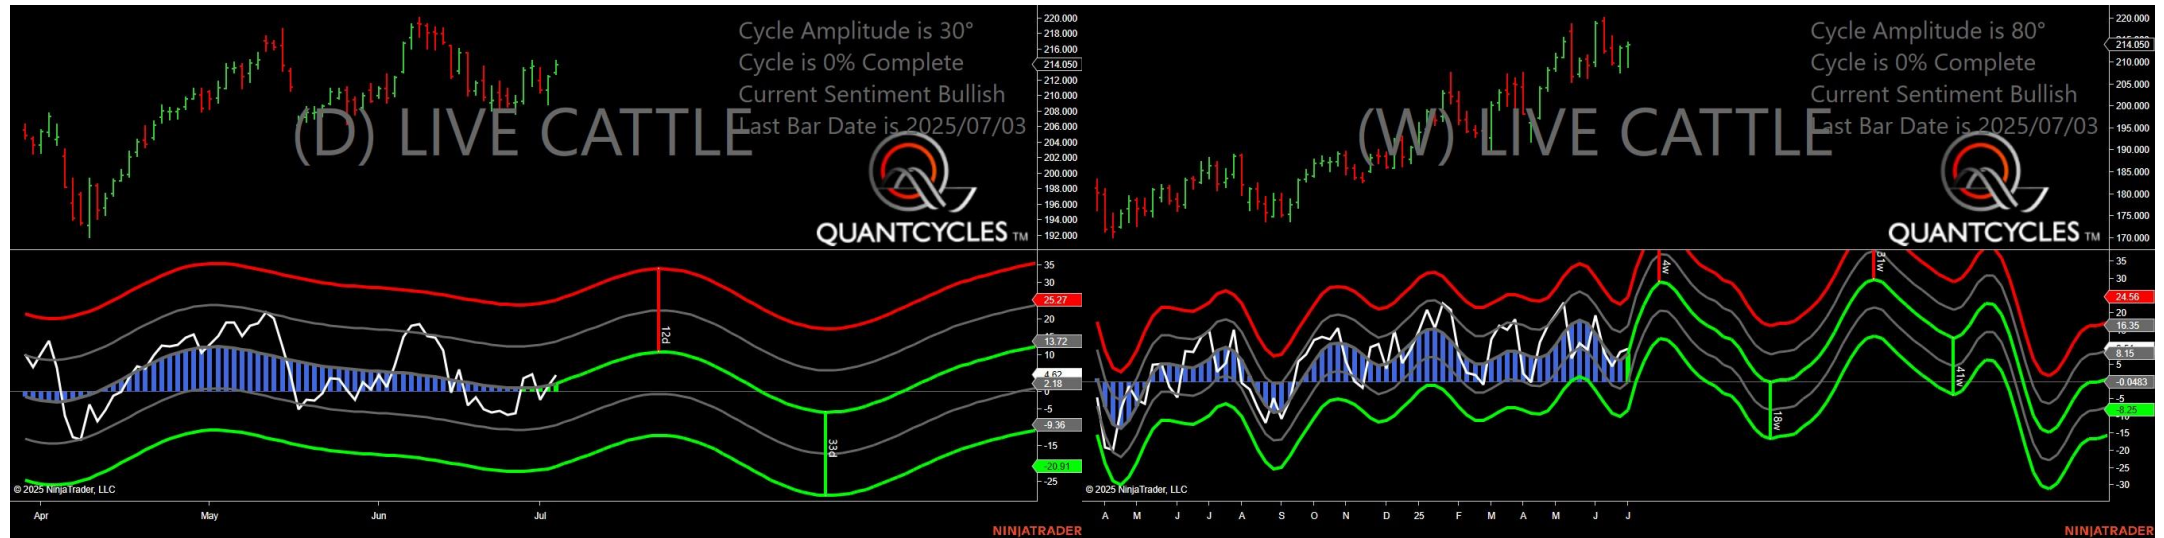 Cycle Amplitude is 30°
Cycle is 0% Complete
Current Sentiment Bullish
Last Bar Date is 2025/07/03
(D) LIVE CATTLE
QUANTCYCLES TM
220.000
218.000
216.000
214.050
212.000
210.000
208.000
206.000
204.000
202.000
200.000
198.000
196.000
194.000
192.000
35
30
25.27
20
13.72
10
4.62
2.18
0
-5
-9.36
-15
-20.91
-25
12d
33d
© 2025 NinjaTrader, LLC
Apr May Jun Jul
NINJATRADER
Cycle Amplitude is 80°
Cycle is 0% Complete
Current Sentiment Bullish
Last Bar Date is 2025/07/03
(W) LIVE CATTLE
QUANTCYCLES TM
220.000
214.050
210.000
205.000
200.000
195.000
190.000
185.000
180.000
175.000
170.000
35
30
24.56
20
16.35
8.15
5
-0.0483
-5
-8.25
-15
-20
-25
-30
4w
18w
31w
41w
© 2025 NinjaTrader, LLC
A M J J A S O N D 25 F M A M J J
NINJATRADER